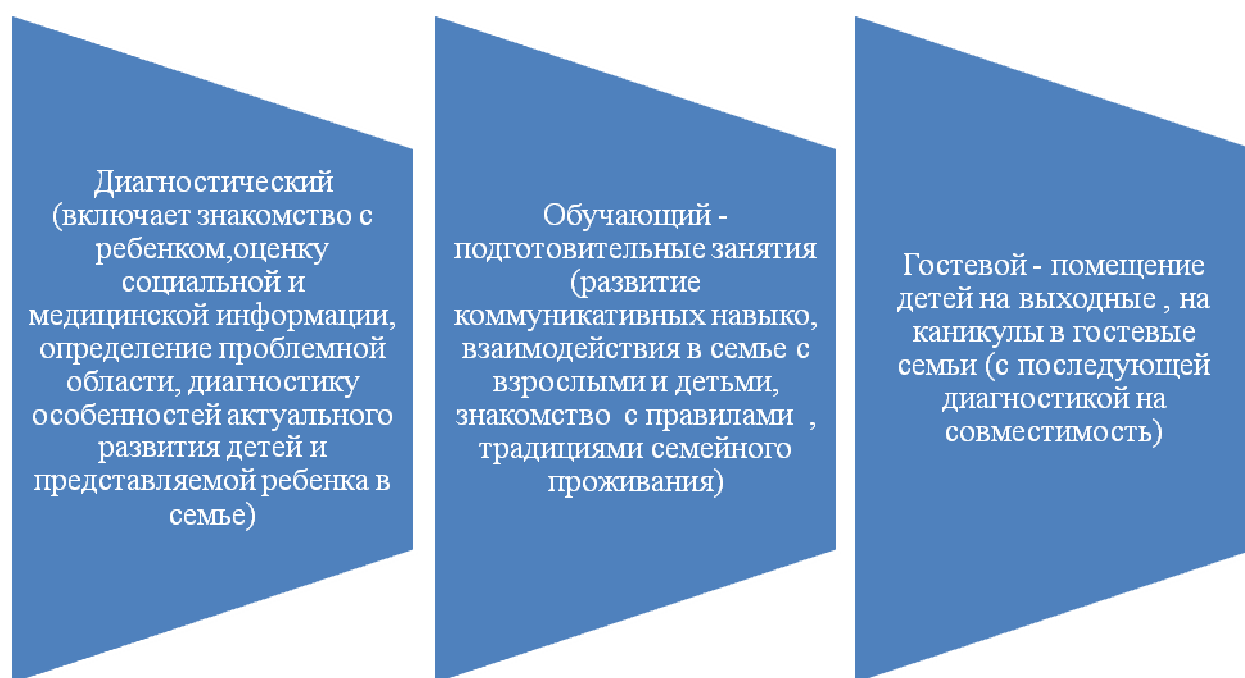 Диагностический
(включает знакомство с
ребенком,оценку
социальной и
медицинской информации,
определение проблемной
области, диагностику
особенностей актуального
развития детей и
представляемой ребенка в
семье)
Обучающий -
подготовительные занятия
(развитие
коммуникативных навыко,
взаимодействия в семье с
взрослыми и детьми,
знакомство с правилами ,
традициями семейного
проживания)
Гостевой - помещение
детей на выходные , на
каникулы в гостевые
семьи (с последующей
диагностикой на
совместимость)